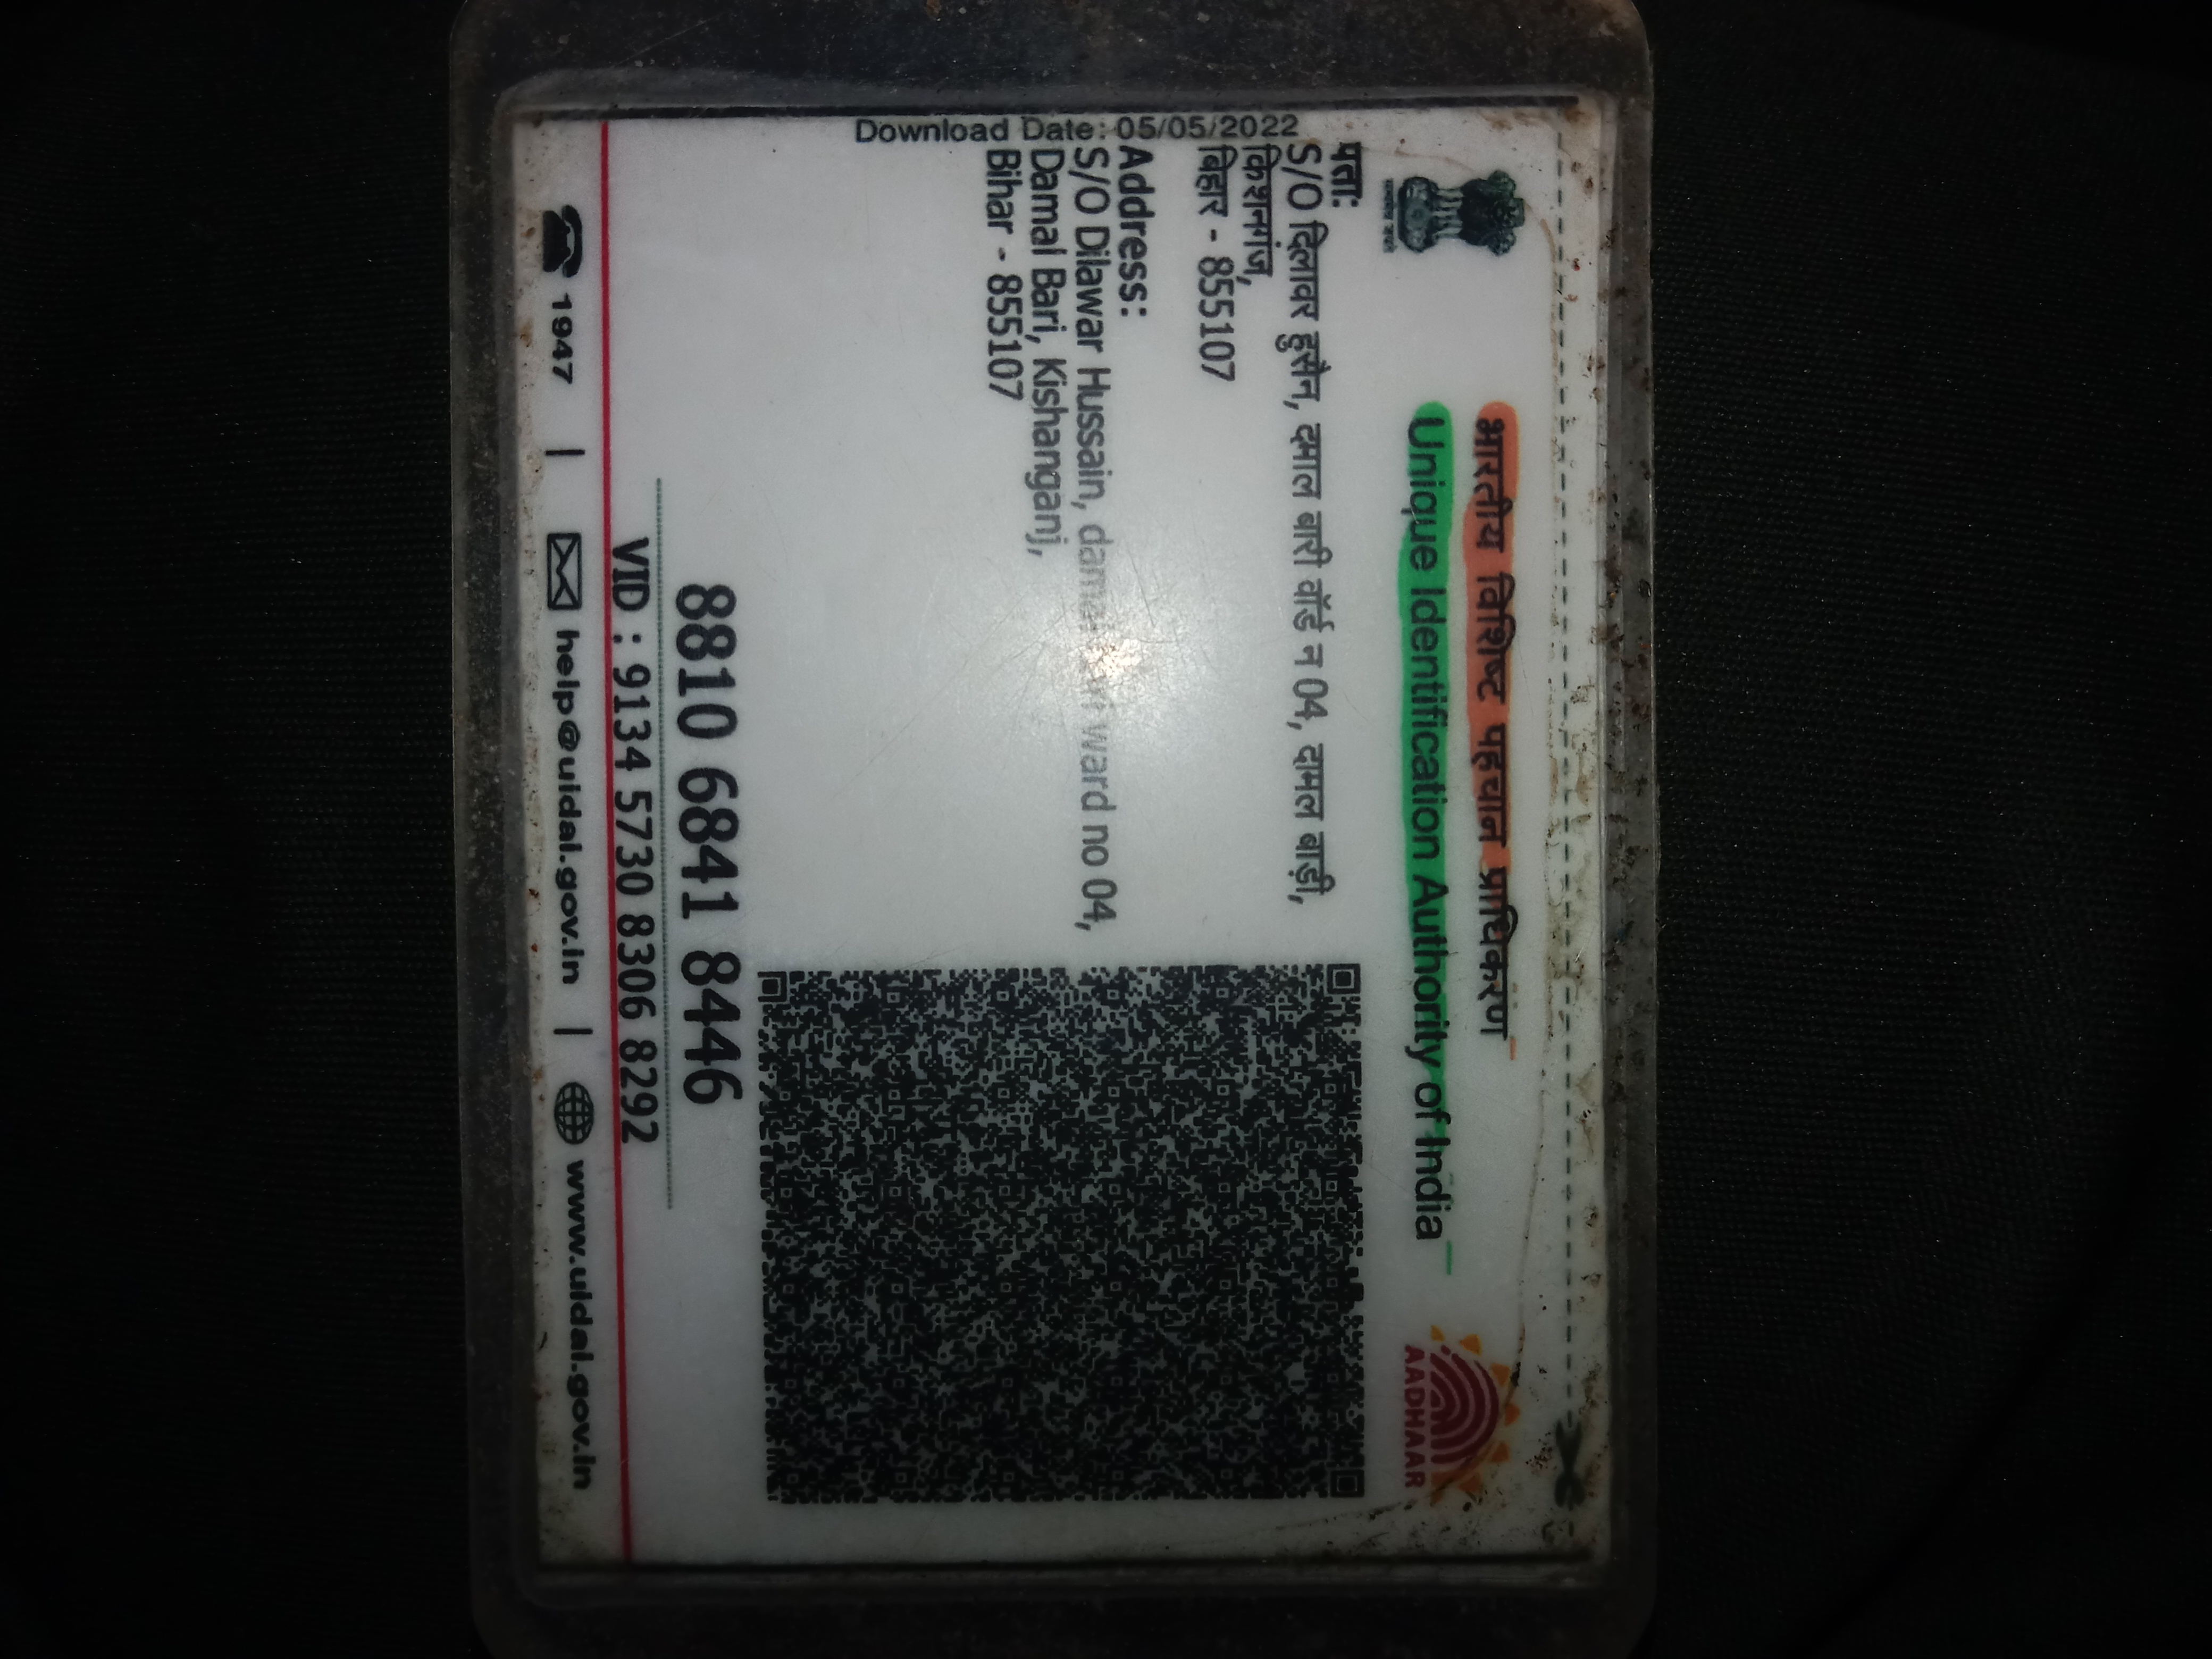 भारतीय विशिष्ट पहचान प्राधिकरण
Unique Identification Authority of India
AADHAAR
Download Date: 05/05/2022
पता:
S/O दिलावर हुसैन, दमाल बारी वॉर्ड न 04, दामल बाड़ी,
किशनगंज,
बिहार - 855107
Address:
S/O Dilawar Hussain, ward no 04,
Damal Bari, Kishanganj,
Bihar - 855107
8810 6841 8446
VID : 9134 5730 8306 8292
1947 | help@uidai.gov.in | www.uidai.gov.in